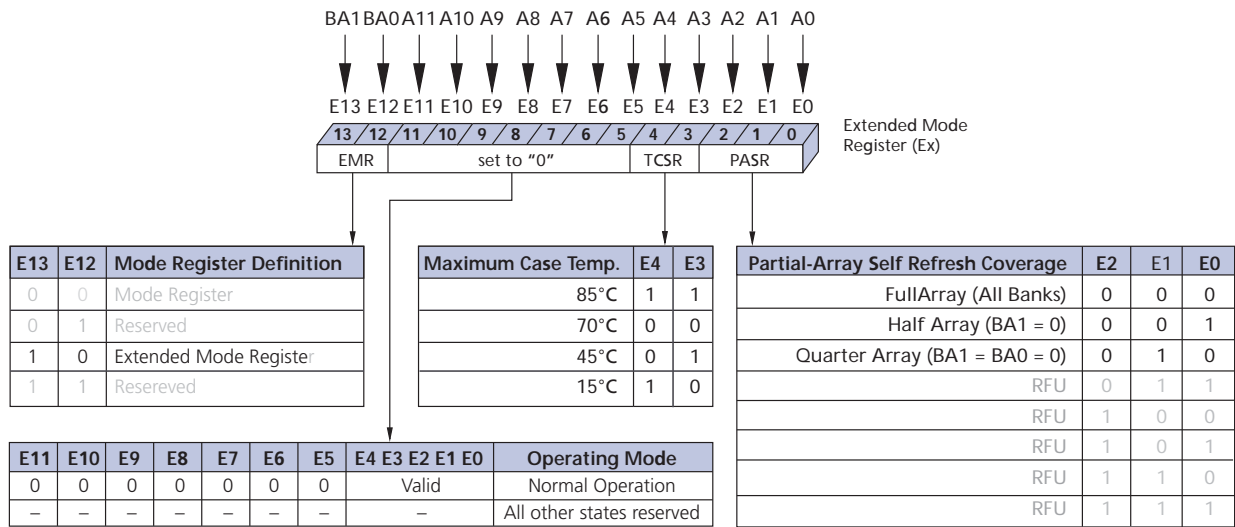 BA1 BA0 A11 A10 A9 A8 A7 A6 A5 A4 A3 A2 A1 A0
E13 E12 E11 E10 E9 E8 E7 E6 E5 E4 E3 E2 E1 E0
13 12 11 10 9 8 7 6 5 4 3 2 1 0
EMR set to "0" TCSR PASR
Extended Mode
Register (Ex)
E13 E12 Mode Register Definition
0 0 Mode Register
0 1 Reserved
1 0 Extended Mode Register
1 1 Resereved
Maximum Case Temp. E4 E3
85°C 1 1
70°C 0 0
45°C 0 1
15°C 1 0
Partial-Array Self Refresh Coverage E2 E1 E0
FullArray (All Banks) 0 0 0
Half Array (BA1 = 0) 0 0 1
Quarter Array (BA1 = BA0 = 0) 0 1 0
RFU 0 1 1
RFU 1 0 0
RFU 1 0 1
RFU 1 1 0
RFU 1 1 1
E11 E10 E9 E8 E7 E6 E5 E4 E3 E2 E1 E0 Operating Mode
0 0 0 0 0 0 0 Valid Normal Operation
– – – – – – – – All other states reserved